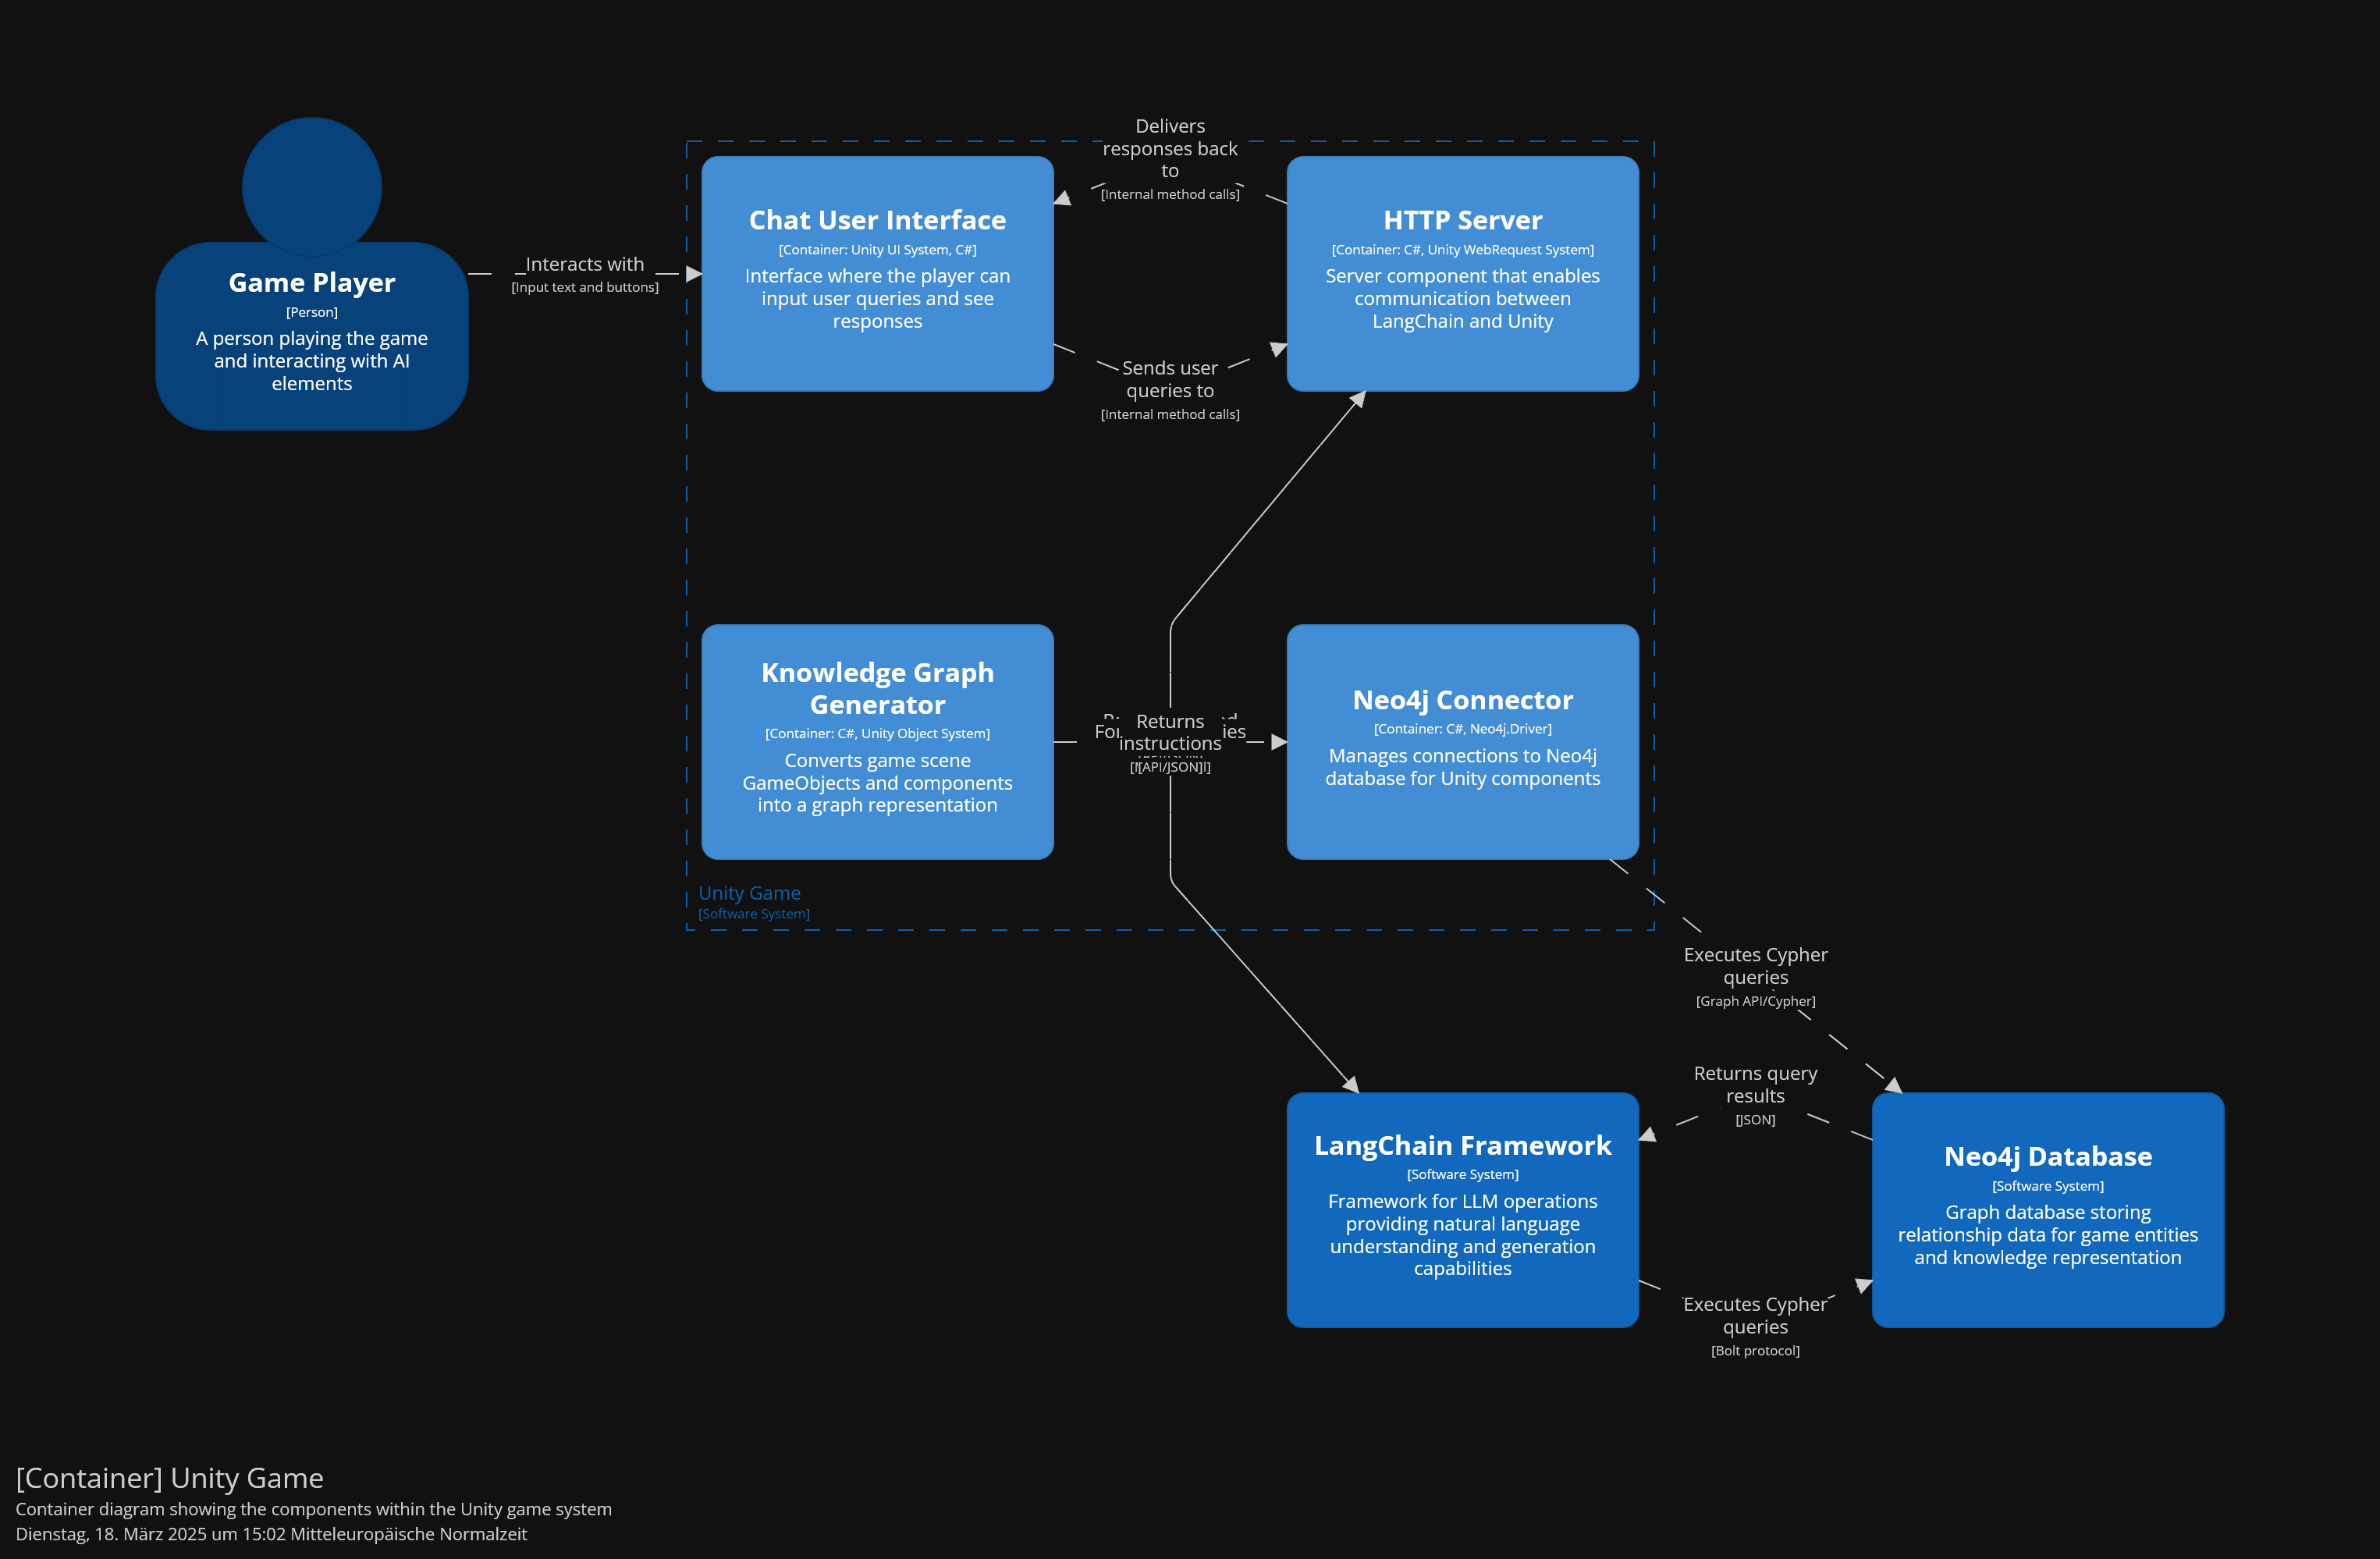 Game Player
[Person]
A person playing the game
and interacting with AI
elements
Interacts with
[Input text and buttons]
Chat User Interface
[Container: Unity UI System, C#]
Interface where the player can
input user queries and see
responses
Delivers
responses back
to
[Internal method calls]
Sends user
queries to
[Internal method calls]
HTTP Server
[Container: C#, Unity WebRequest System]
Server component that enables
communication between
LangChain and Unity
Knowledge Graph
Generator
[Container: C#, Unity Object System]
Converts game scene
GameObjects and components
into a graph representation
Returns
instructions
[API/JSON]
Neo4j Connector
[Container: C#, Neo4j.Driver]
Manages connections to Neo4j
database for Unity components
Unity Game
[Software System]
Executes Cypher
queries
[Graph API/Cypher]
Returns query
results
[JSON]
LangChain Framework
[Software System]
Framework for LLM operations
providing natural language
understanding and generation
capabilities
Neo4j Database
[Software System]
Graph database storing
relationship data for game entities
and knowledge representation
Executes Cypher
queries
[Bolt protocol]
[Container] Unity Game
Container diagram showing the components within the Unity game system
Dienstag, 18. März 2025 um 15:02 Mitteleuropäische Normalzeit